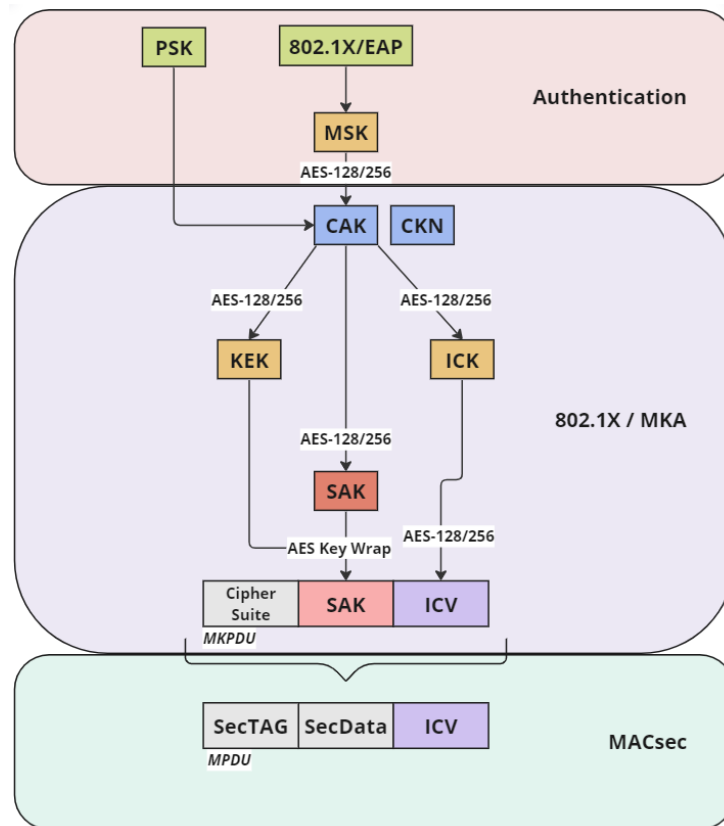 PSK
802.1X/EAP
Authentication
MSK
AES-128/256
CAK
CKN
AES-128/256
AES-128/256
KEK
ICK
802.1X / MKA
AES-128/256
SAK
AES-128/256
AES Key Wrap
Cipher
Suite
SAK
ICV
MKPDU
SecTAG
SecData
ICV
MACsec
MPDU